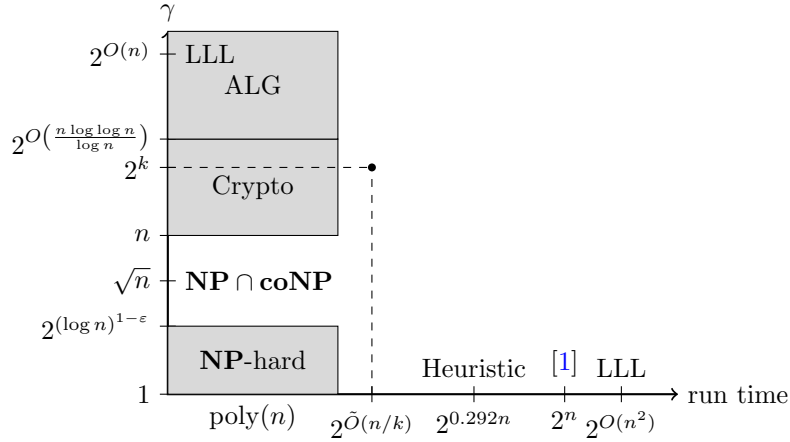 γ
2^{O(n)}
LLL
ALG
2^{O(\frac{n \log \log n}{\log n})}
2^k
Crypto
n
√n
NP ∩ coNP
2^{(\log n)^{1-ε}}
NP-hard
Heuristic
[1]
LLL
1
run time
poly(n)
2^{Õ(n/k)}
2^{0.292n}
2^n
2^{O(n^2)}